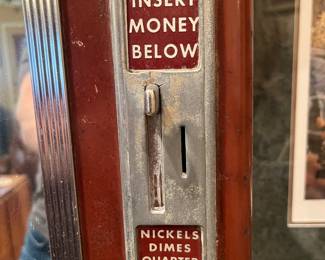 INSERT
MONEY
BELOW
NICKELS
DIMES
QUARTER